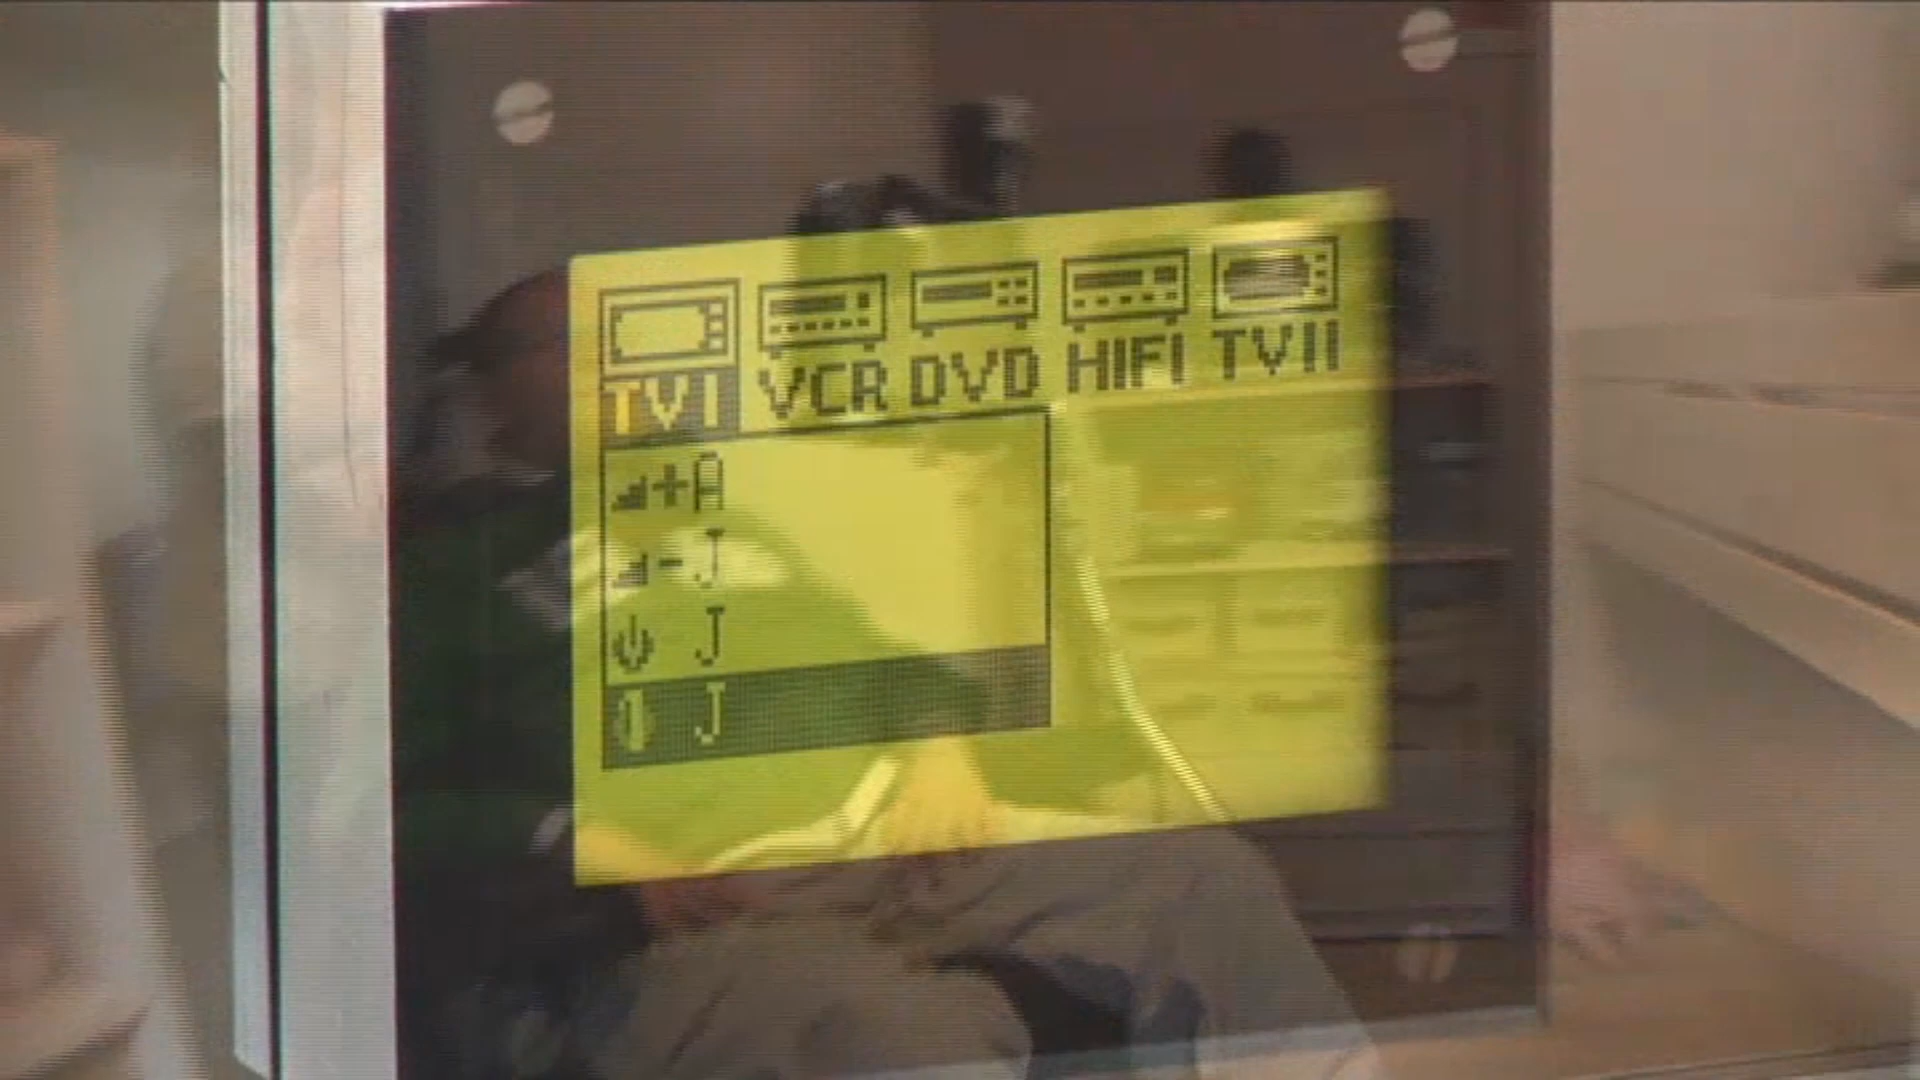 TVI VCR DVD HIFI TVII
+A
-J
J
J